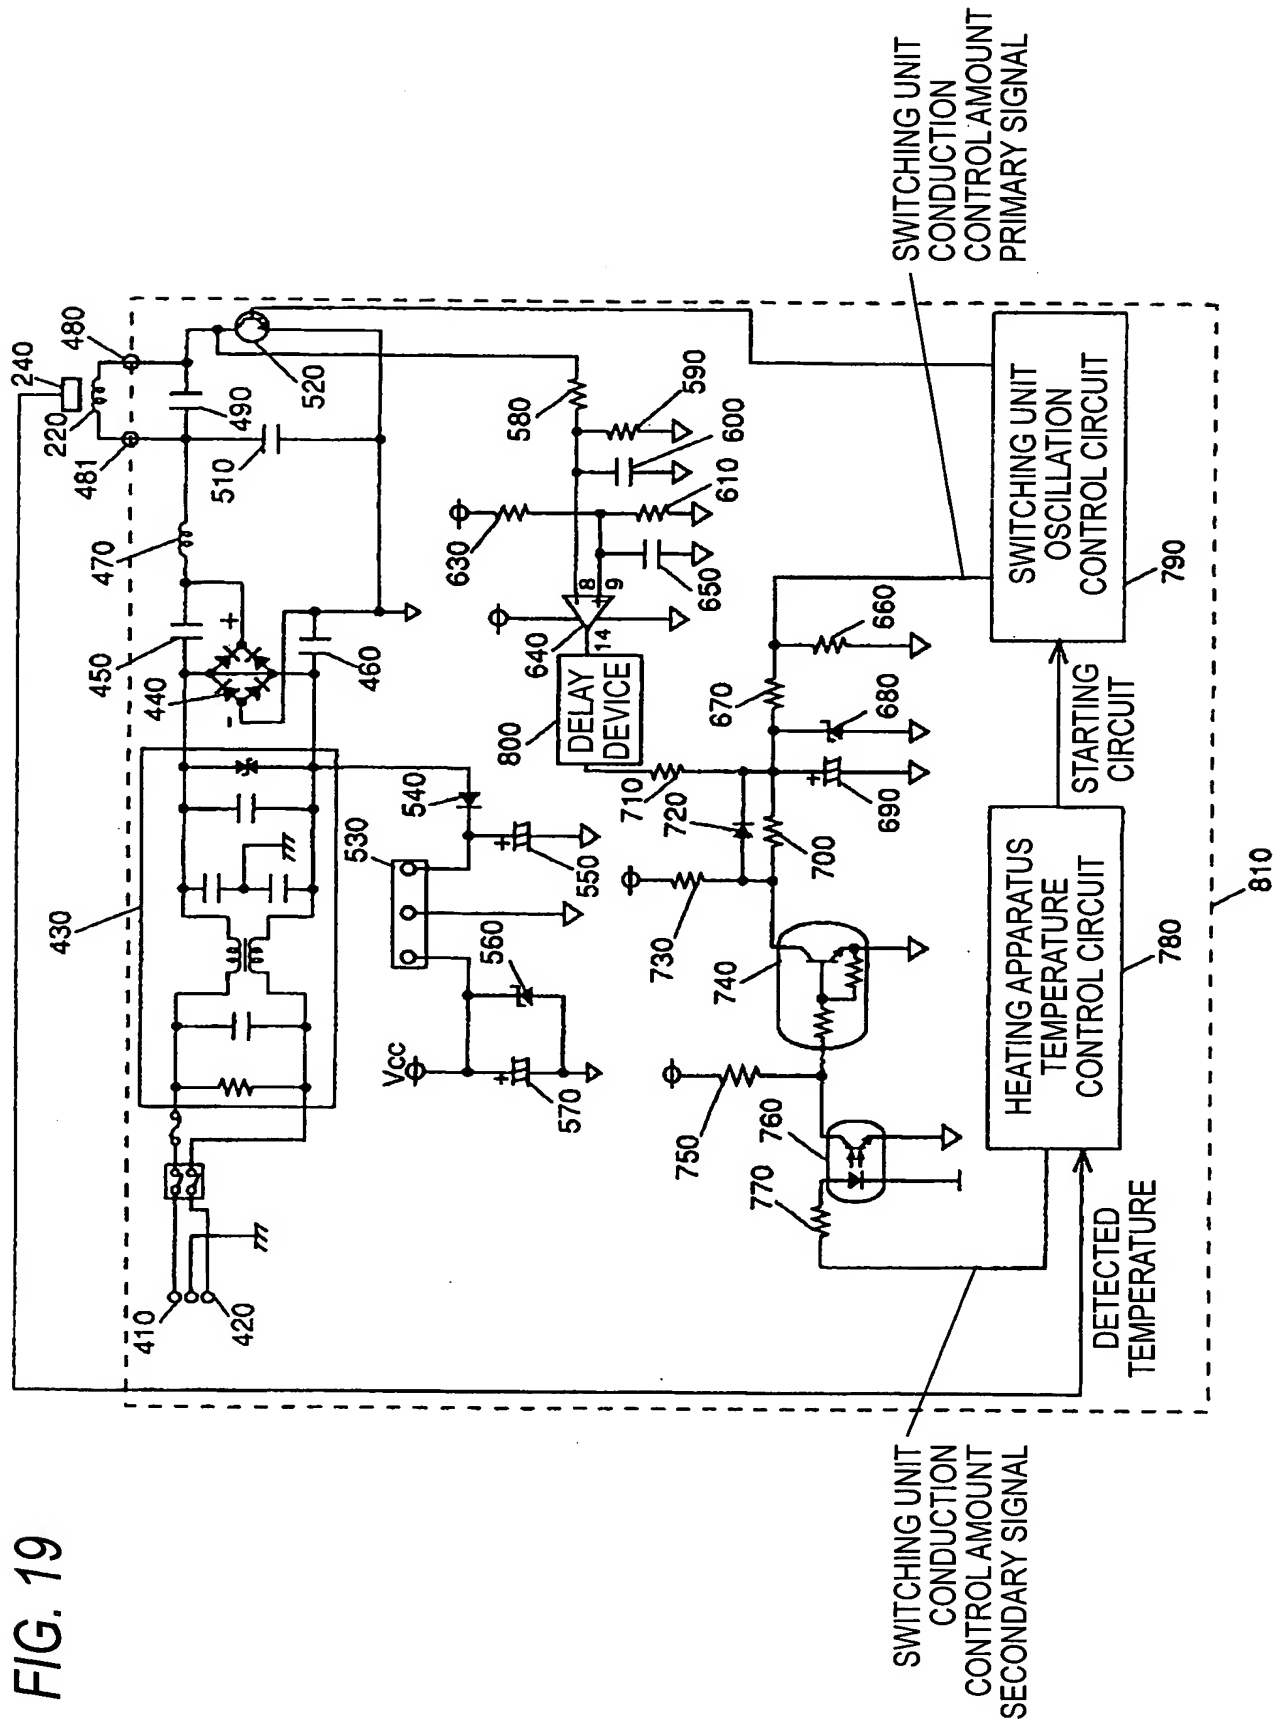 FIG. 19
240
220
480
481
490
510
520
470
450
440
460
+
-
430
410
420
530
540
550
560
570
Vcc
+
+
580
590
600
610
630
650
640
8
9
14
800
DELAY
DEVICE
710
720
730
700
670
660
680
690
+
740
750
760
770
SWITCHING UNIT
CONDUCTION
CONTROL AMOUNT
PRIMARY SIGNAL
SWITCHING UNIT
OSCILLATION
CONTROL CIRCUIT
790
STARTING
CIRCUIT
HEATING APPARATUS
TEMPERATURE
CONTROL CIRCUIT
780
810
DETECTED
TEMPERATURE
SWITCHING UNIT
CONDUCTION
CONTROL AMOUNT
SECONDARY SIGNAL